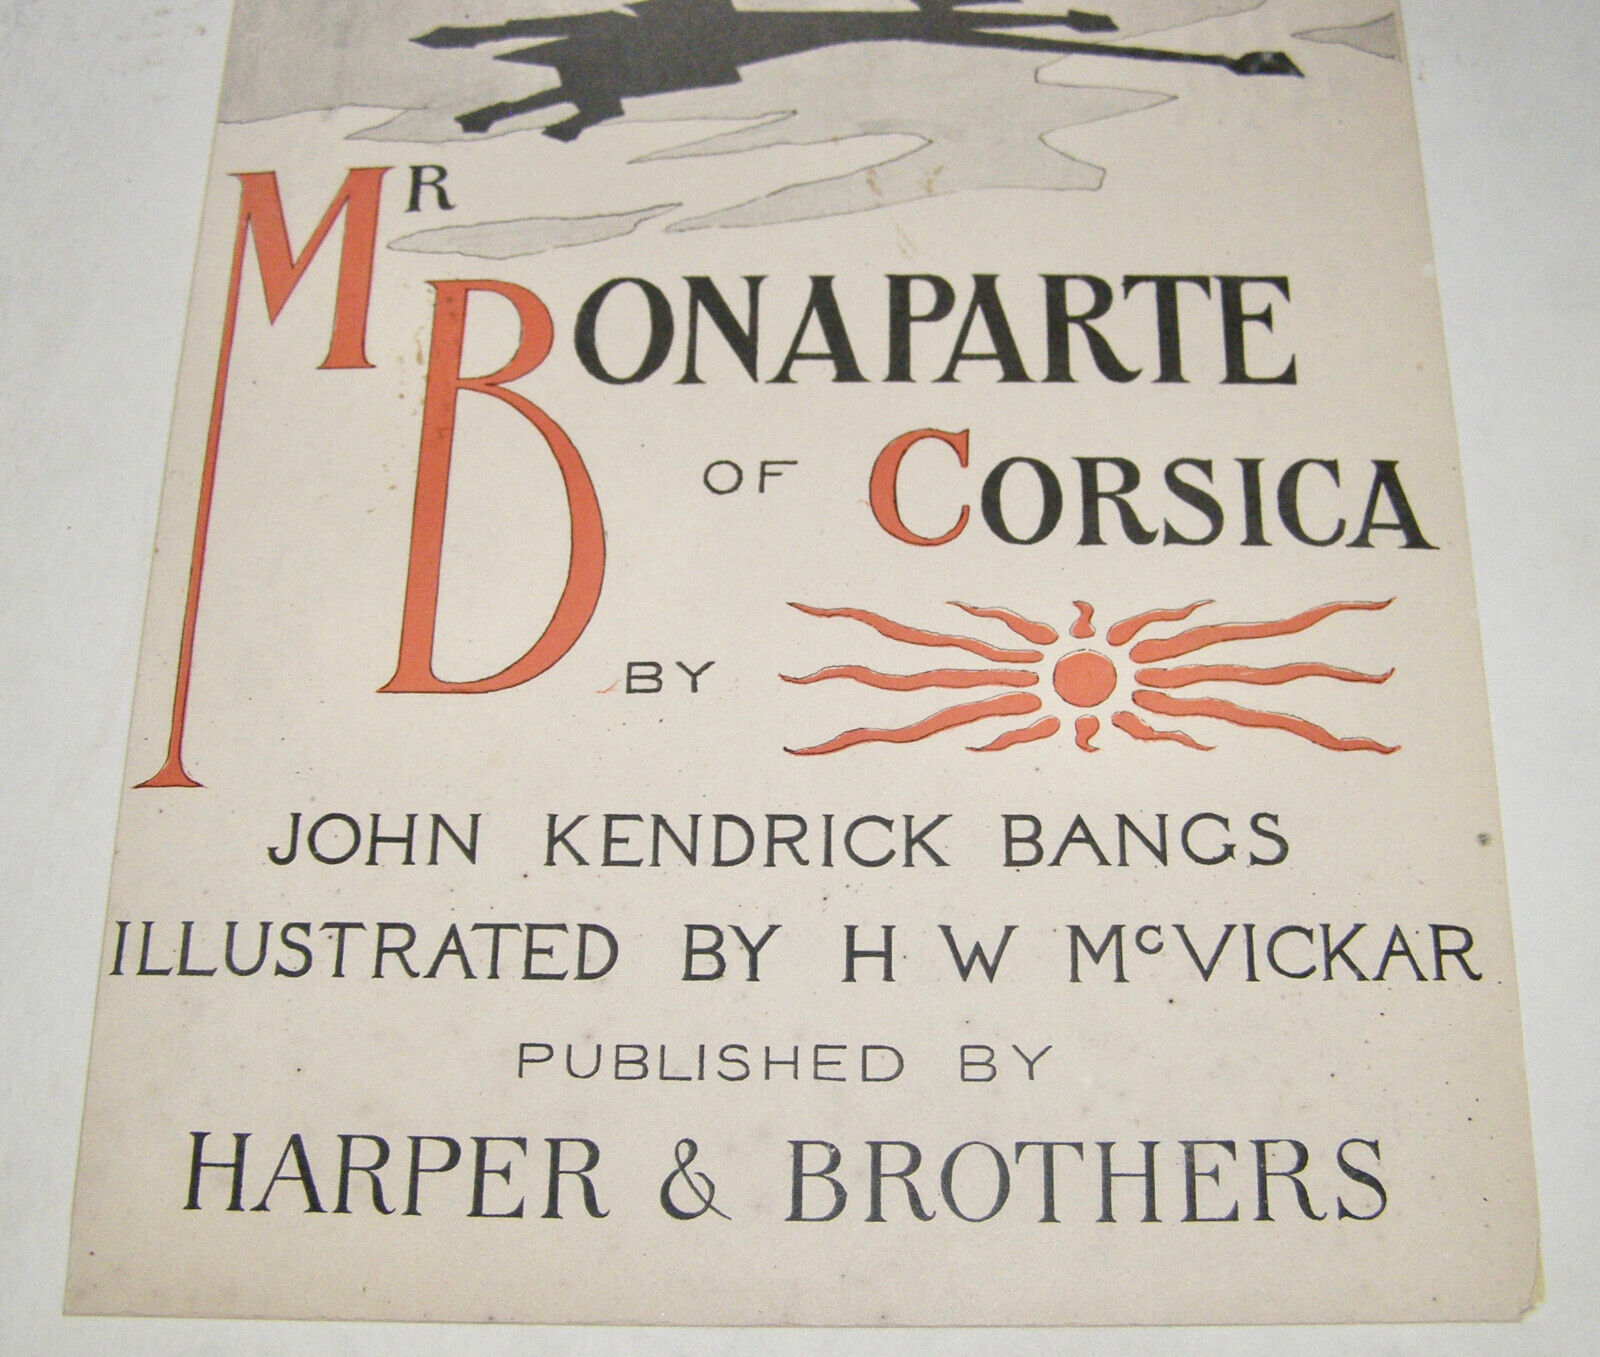 MR
BONAPARTE
OF CORSICA
BY
JOHN KENDRICK BANGS
ILLUSTRATED BY H W McVICKAR
PUBLISHED BY
HARPER & BROTHERS